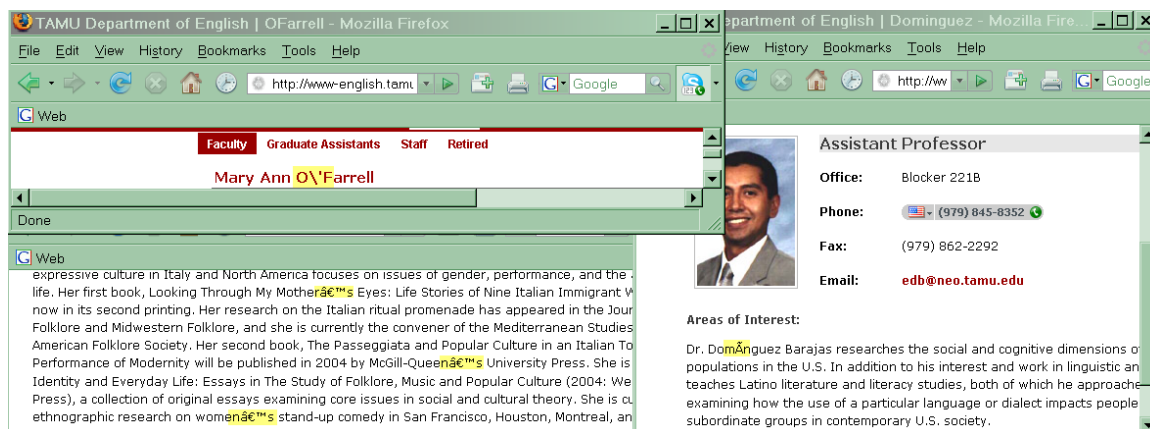 TAMU Department of English | OFarrell - Mozilla Firefox
File Edit View History Bookmarks Tools Help
http://www-english.tamu
Google
Web
Faculty Graduate Assistants Staff Retired
Mary Ann O\'Farrell
Done
Web
expressive culture in Italy and North America focuses on issues of gender, performance, and the
life. Her first book, Looking Through My Motherâ€™s Eyes: Life Stories of Nine Italian Immigrant
now in its second printing. Her research on the Italian ritual promenade has appeared in the Jour
Folklore and Midwestern Folklore, and she is currently the convener of the Mediterranean Studies
American Folklore Society. Her second book, The Passeggiata and Popular Culture in an Italian To
Performance of Modernity will be published in 2004 by McGill-Queenâ€™s University Press. She is
Identity and Everyday Life: Essays in The Study of Folklore, Music and Popular Culture (2004: We
Press), a collection of original essays examining core issues in social and cultural theory. She is cu
ethnographic research on womenâ€™s stand-up comedy in San Francisco, Houston, Montreal, an
epartment of English | Dominguez - Mozilla Fire...
View History Bookmarks Tools Help
http://ww
Google
Assistant Professor
Office: Blocker 221B
Phone: (979) 845-8352
Fax: (979) 862-2292
Email: edb@neo.tamu.edu
Areas of Interest:
Dr. DomÃnguez Barajas researches the social and cognitive dimensions o
populations in the U.S. In addition to his interest and work in linguistic an
teaches Latino literature and literacy studies, both of which he approache
examining how the use of a particular language or dialect impacts people
subordinate groups in contemporary U.S. society.